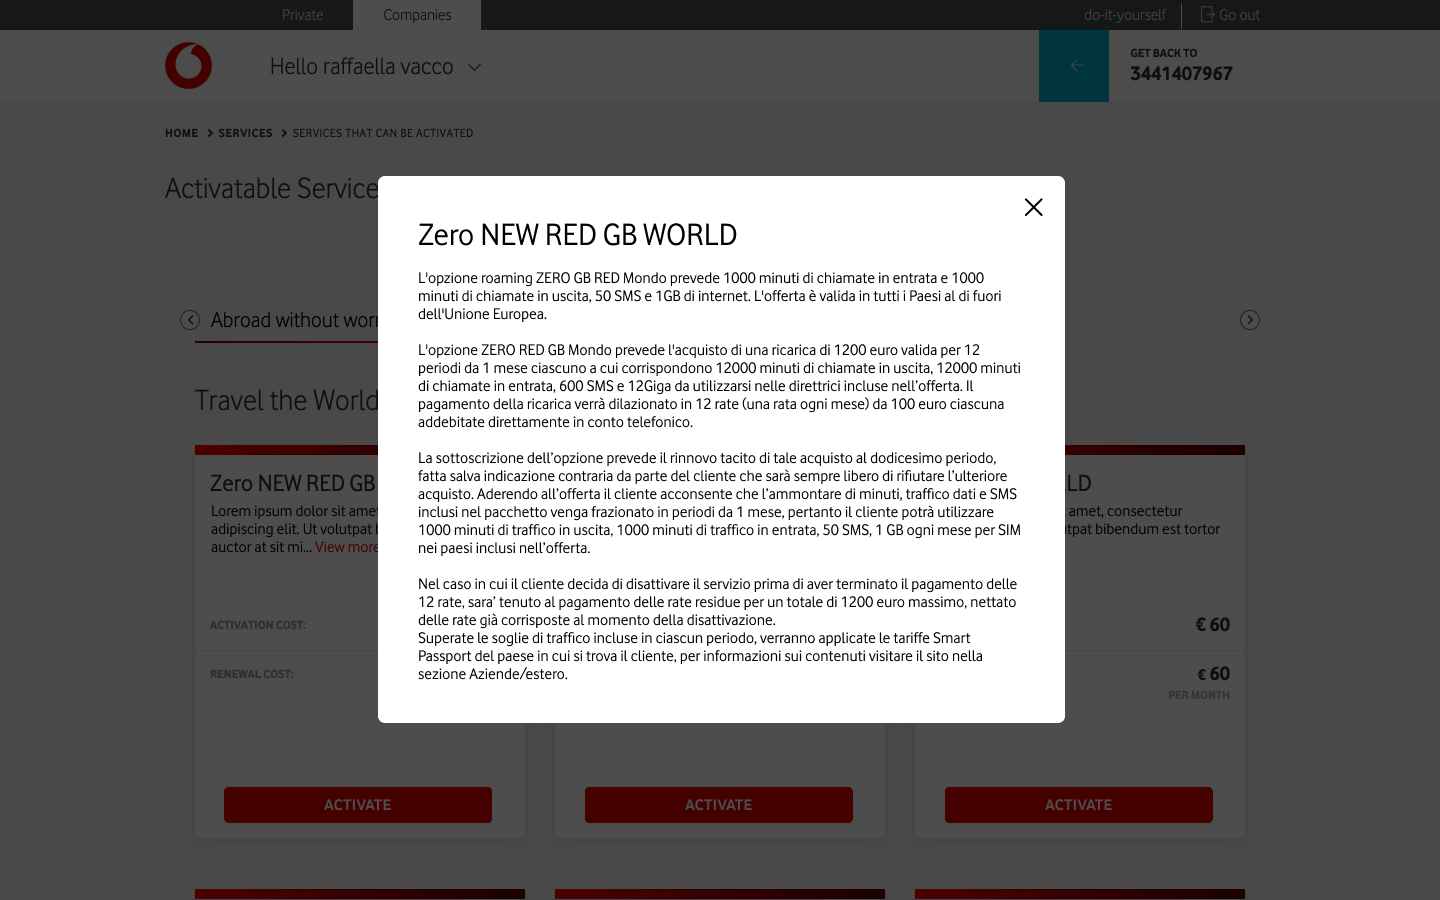 Private
Companies
do-it-yourself
Go out
Hello raffaella vacco
GET BACK TO
3441407967
HOME
SERVICES
SERVICES THAT CAN BE ACTIVATED
Activatable Service
Zero NEW RED GB WORLD
L'opzione roaming ZERO GB RED Mondo prevede 1000 minuti di chiamate in entrata e 1000
minuti di chiamate in uscita, 50 SMS e 1GB di internet. L'offerta è valida in tutti i Paesi al di fuori
dell'Unione Europea.
L'opzione ZERO RED GB Mondo prevede l'acquisto di una ricarica di 1200 euro valida per 12
periodi da 1 mese ciascuno a cui corrispondono 12000 minuti di chiamate in uscita, 12000 minuti
di chiamate in entrata, 600 SMS e 12Giga da utilizzarsi nelle direttrici incluse nell’offerta. Il
pagamento della ricarica verrà dilazionato in 12 rate (una rata ogni mese) da 100 euro ciascuna
addebitate direttamente in conto telefonico.
La sottoscrizione dell’opzione prevede il rinnovo tacito di tale acquisto al dodicesimo periodo,
fatta salva indicazione contraria da parte del cliente che sarà sempre libero di rifiutare l’ulteriore
acquisto. Aderendo all’offerta il cliente acconsente che l’ammontare di minuti, traffico dati e SMS
inclusi nel pacchetto venga frazionato in periodi da 1 mese, pertanto il cliente potrà utilizzare
1000 minuti di traffico in uscita, 1000 minuti di traffico in entrata, 50 SMS, 1 GB ogni mese per SIM
nei paesi inclusi nell’offerta.
Nel caso in cui il cliente decida di disattivare il servizio prima di aver terminato il pagamento delle
12 rate, sara’ tenuto al pagamento delle rate residue per un totale di 1200 euro massimo, nettato
delle rate già corrisposte al momento della disattivazione.
Superate le soglie di traffico incluse in ciascun periodo, verranno applicate le tariffe Smart
Passport del paese in cui si trova il cliente, per informazioni sui contenuti visitare il sito nella
sezione Aziende/estero.
Abroad without worr
Travel the World
Zero NEW RED GB
Lorem ipsum dolor sit amet
adipiscing elit. Ut volutpat b
auctor at sit mi... View more
ACTIVATION COST:
RENEWAL COST:
ACTIVATE
ACTIVATE
LD
amet, consectetur
tpat bibendum est tortor
€ 60
€ 60
PER MONTH
ACTIVATE